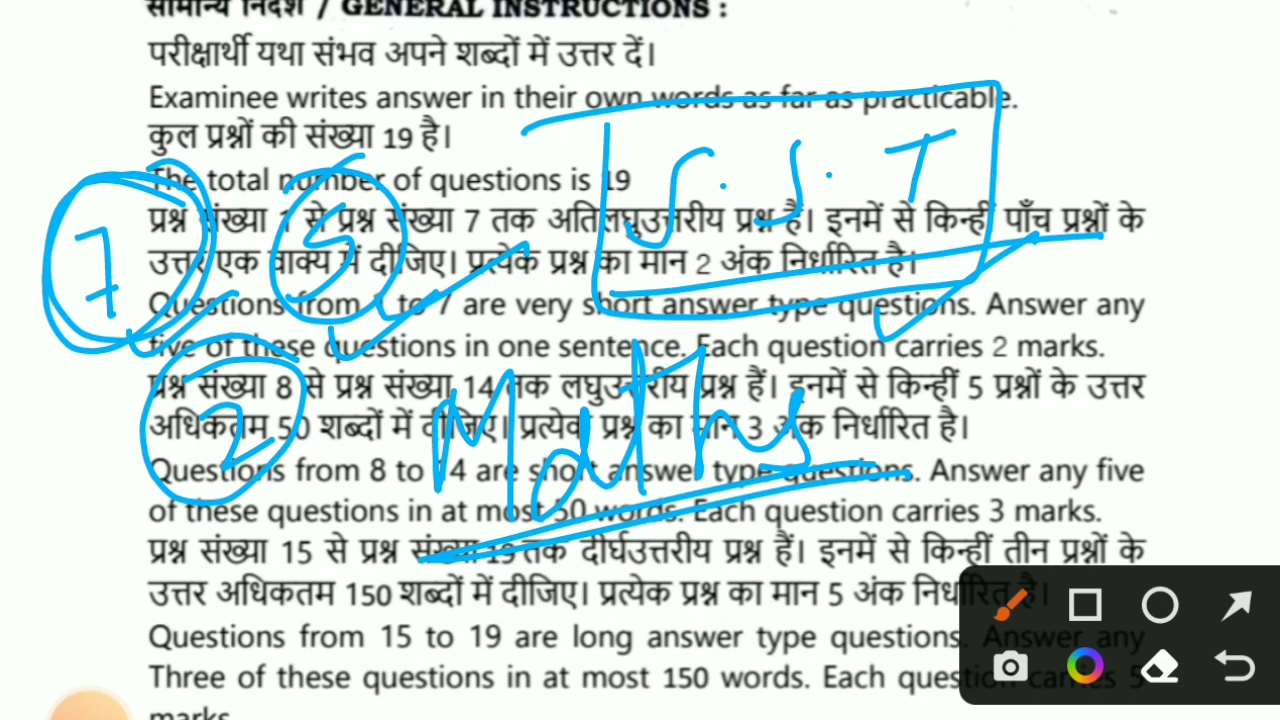 सामान्य निर्देश / GENERAL INSTRUCTIONS :
परीक्षार्थी यथा संभव अपने शब्दों में उत्तर दें।
Examinee writes answer in their own words as far as practicable.
कुल प्रश्नों की संख्या 19 है।
The total number of questions is 19
प्रश्न संख्या 1 से प्रश्न संख्या 7 तक अतिलघुउत्तरीय प्रश्न हैं। इनमें से किन्हीं पाँच प्रश्नों के
उत्तर एक वाक्य में दीजिए। प्रत्येक प्रश्न का मान 2 अंक निर्धारित है।
Questions from 1 to 7 are very short answer type questions. Answer any
five of these questions in one sentence. Each question carries 2 marks.
प्रश्न संख्या 8 से प्रश्न संख्या 14 तक लघुउत्तरीय प्रश्न हैं। इनमें से किन्हीं 5 प्रश्नों के उत्तर
अधिकतम 50 शब्दों में दीजिए। प्रत्येक प्रश्न का मान 3 अंक निर्धारित है।
Questions from 8 to 14 are short answer type questions. Answer any five
of these questions in at most 50 words. Each question carries 3 marks.
प्रश्न संख्या 15 से प्रश्न संख्या 19 तक दीर्घउत्तरीय प्रश्न हैं। इनमें से किन्हीं तीन प्रश्नों के
उत्तर अधिकतम 150 शब्दों में दीजिए। प्रत्येक प्रश्न का मान 5 अंक निर्धारित है।
Questions from 15 to 19 are long answer type questions. Answer any
Three of these questions in at most 150 words. Each question carries 5
marks
S.S.T
7
5
2
Maths